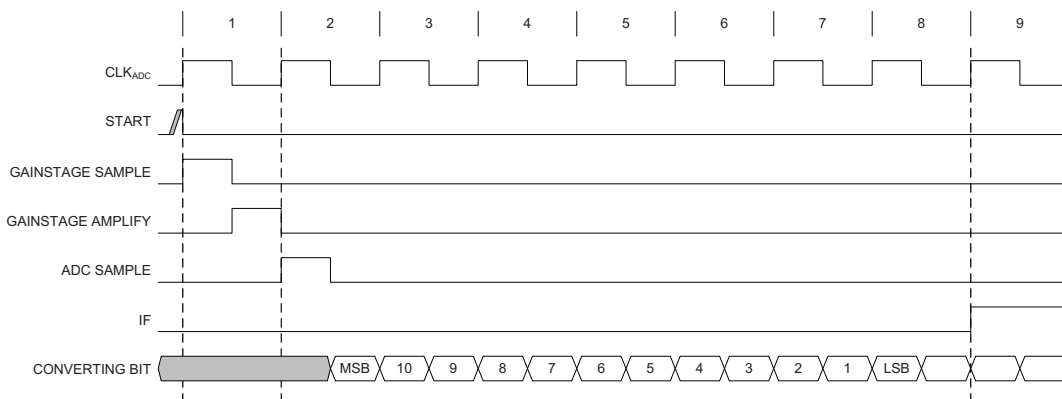 1 2 3 4 5 6 7 8 9
CLKADC
START
GAINSTAGE SAMPLE
GAINSTAGE AMPLIFY
ADC SAMPLE
IF
CONVERTING BIT MSB 10 9 8 7 6 5 4 3 2 1 LSB